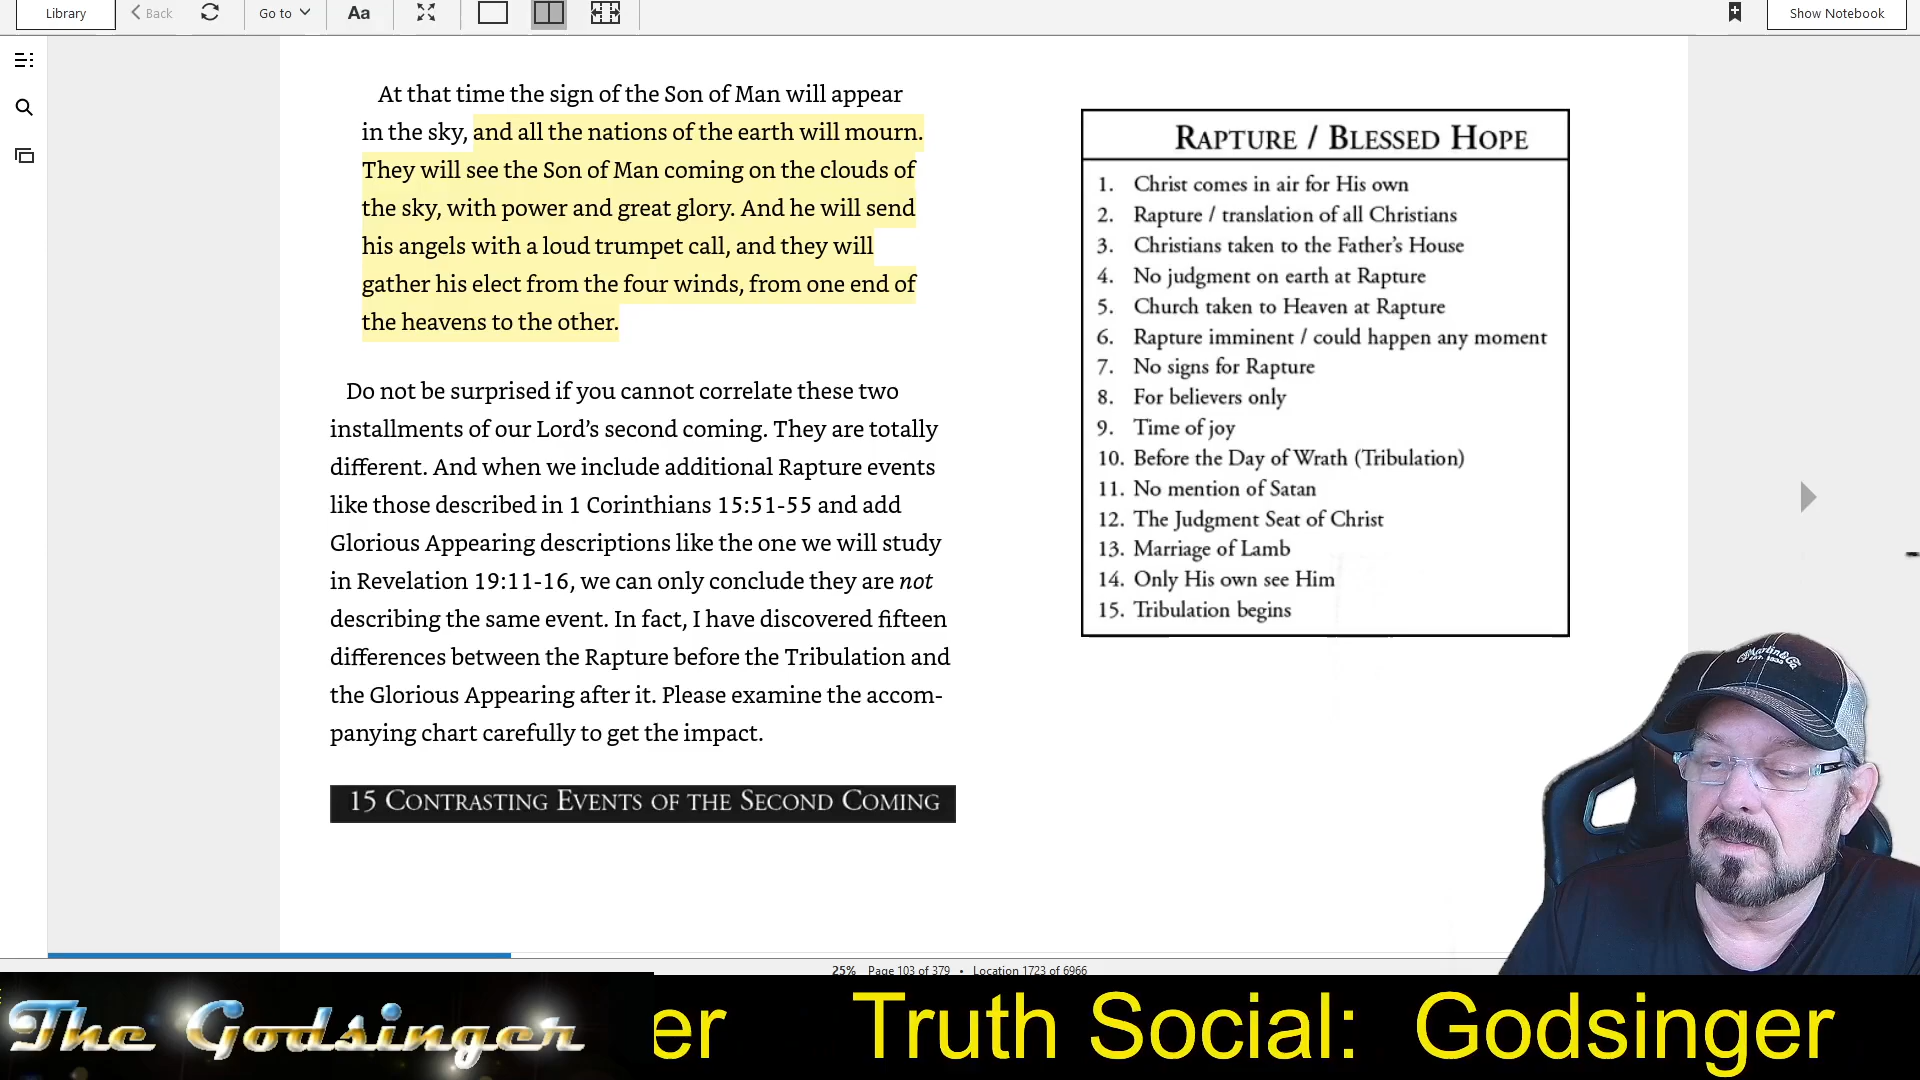 Library
Back
Go to
Aa
Show Notebook
At that time the sign of the Son of Man will appear
in the sky, and all the nations of the earth will mourn.
They will see the Son of Man coming on the clouds of
the sky, with power and great glory. And he will send
his angels with a loud trumpet call, and they will
gather his elect from the four winds, from one end of
the heavens to the other.
Do not be surprised if you cannot correlate these two
installments of our Lord’s second coming. They are totally
different. And when we include additional Rapture events
like those described in 1 Corinthians 15:51-55 and add
Glorious Appearing descriptions like the one we will study
in Revelation 19:11-16, we can only conclude they are not
describing the same event. In fact, I have discovered fifteen
differences between the Rapture before the Tribulation and
the Glorious Appearing after it. Please examine the accom-
panying chart carefully to get the impact.
15 CONTRASTING EVENTS OF THE SECOND COMING
RAPTURE / BLESSED HOPE
1. Christ comes in air for His own
2. Rapture / translation of all Christians
3. Christians taken to the Father’s House
4. No judgment on earth at Rapture
5. Church taken to Heaven at Rapture
6. Rapture imminent / could happen any moment
7. No signs for Rapture
8. For believers only
9. Time of joy
10. Before the Day of Wrath (Tribulation)
11. No mention of Satan
12. The Judgment Seat of Christ
13. Marriage of Lamb
14. Only His own see Him
15. Tribulation begins
25% Page 103 of 379 • Location 1723 of 6966
The Godsinger
er Truth Social: Godsinger